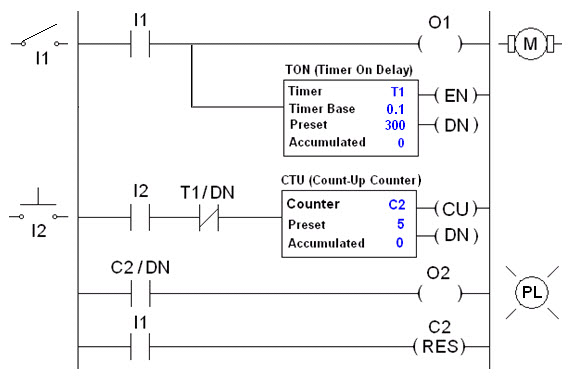 I1 O1
I1 M
TON (Timer On Delay)
Timer T1 (EN)
Timer Base 0.1
Preset 300 (DN)
Accumulated 0
CTU (Count-Up Counter)
I2 T1/DN
Counter C2 (CU)
I2
Preset 5
(DN)
Accumulated 0
C2/DN O2
PL
I1 C2
(RES)